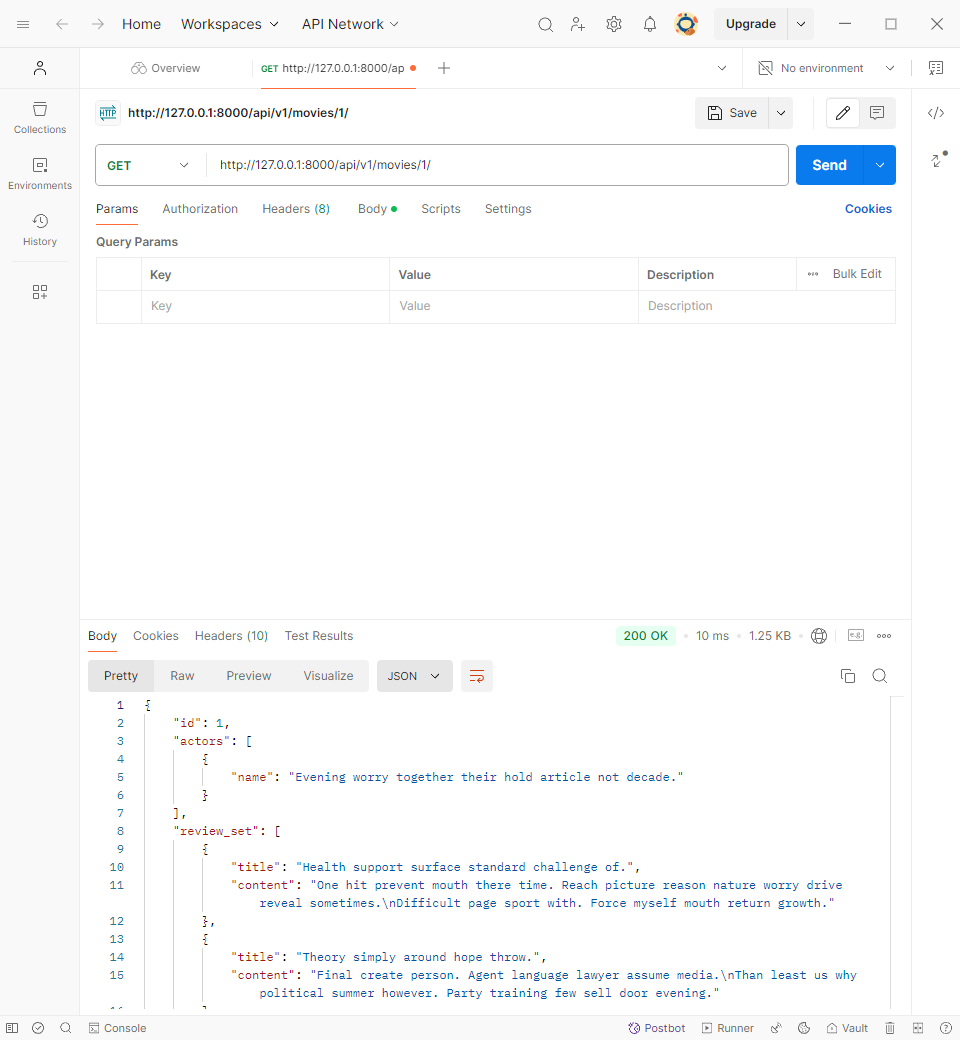 Home Workspaces API Network Upgrade
Overview GET http://127.0.0.1:8000/ap No environment
HTTP http://127.0.0.1:8000/api/v1/movies/1/ Save
Collections
Environments
History
GET http://127.0.0.1:8000/api/v1/movies/1/ Send
Params Authorization Headers (8) Body Scripts Settings Cookies
Query Params
Key Value Description Bulk Edit
Key Value Description
Body Cookies Headers (10) Test Results 200 OK 10 ms 1.25 KB e.g.
Pretty Raw Preview Visualize JSON
1 {
2 "id": 1,
3 "actors": [
4 {
5 "name": "Evening worry together their hold article not decade."
6 }
7 ],
8 "review_set": [
9 {
10 "title": "Health support surface standard challenge of.",
11 "content": "One hit prevent mouth there time. Reach picture reason nature worry drive
reveal sometimes.\nDifficult page sport with. Force myself mouth return growth."
12 },
13 {
14 "title": "Theory simply around hope throw.",
15 "content": "Final create person. Agent language lawyer assume media.\nThan least us why
political summer however. Party training few sell door evening."
Console Postbot Runner Vault